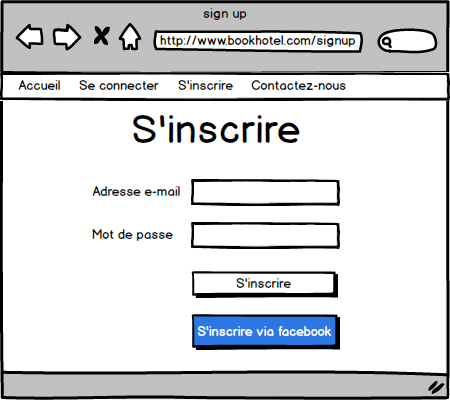 sign up
http://www.bookhotel.com/signup
Accueil Se connecter S'inscrire Contactez-nous
S'inscrire
Adresse e-mail
Mot de passe
S'inscrire
S'inscrire via facebook